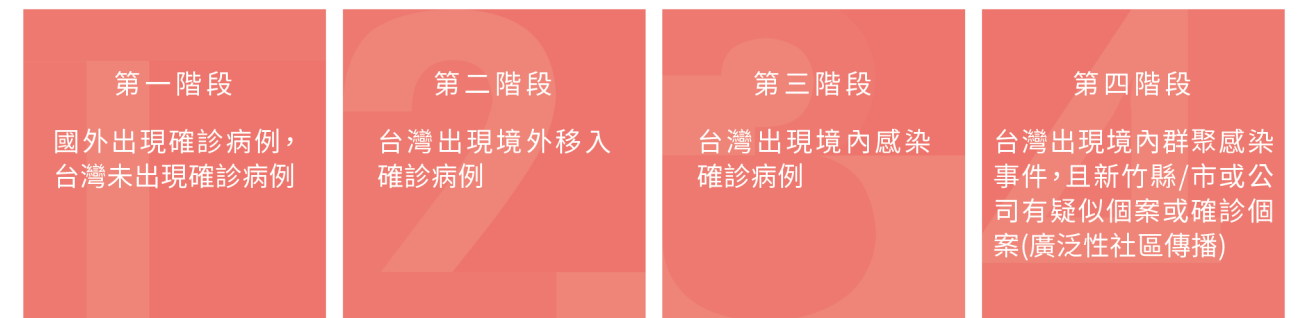 第一階段
國外出現確診病例，
台灣未出現確診病例
第二階段
台灣出現境外移入
確診病例
第三階段
台灣出現境內感染
確診病例
第四階段
台灣出現境內群聚感染
事件，且新竹縣/市或公
司有疑似個案或確診個
案(廣泛性社區傳播)